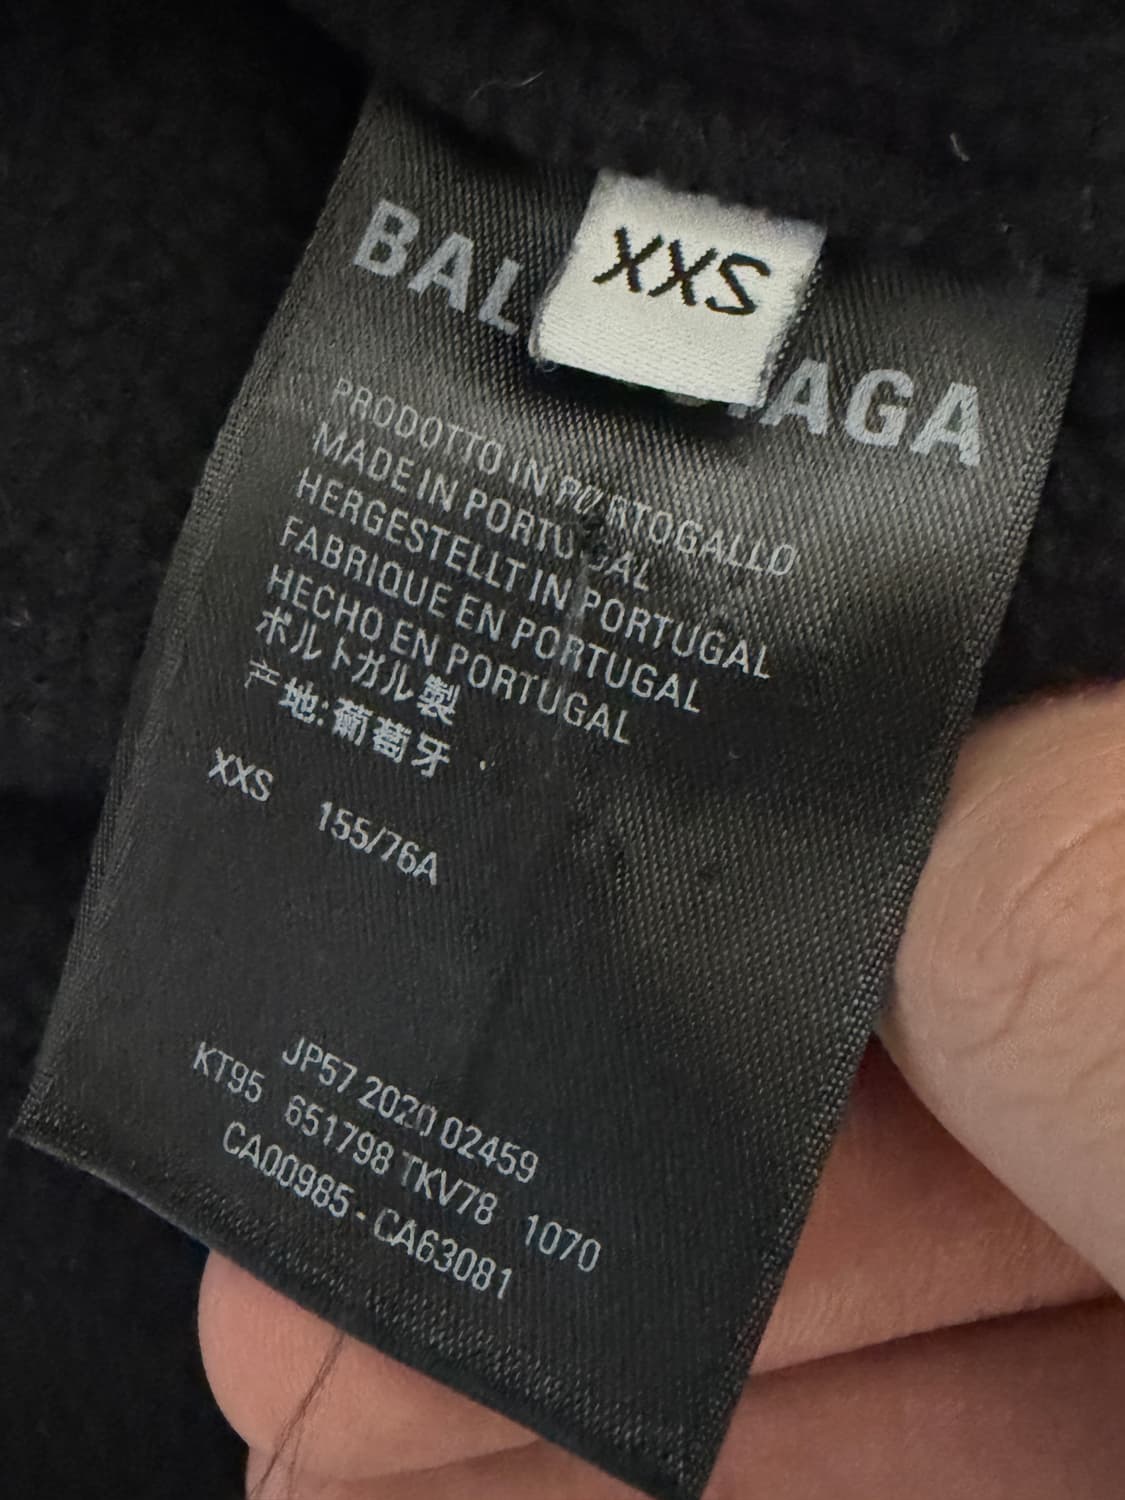 XXS
BAL AGA
PRODOTTO IN PORTOGALLO
MADE IN PORTUGAL
HERGESTELLT IN PORTUGAL
FABRIQUE EN PORTUGAL
HECHO EN PORTUGAL
ポルトガル製
产地:葡萄牙
XXS 155/76A
JP57 2020 02459
KT95 651798 TKV78 1070
CA00985 - CA63081